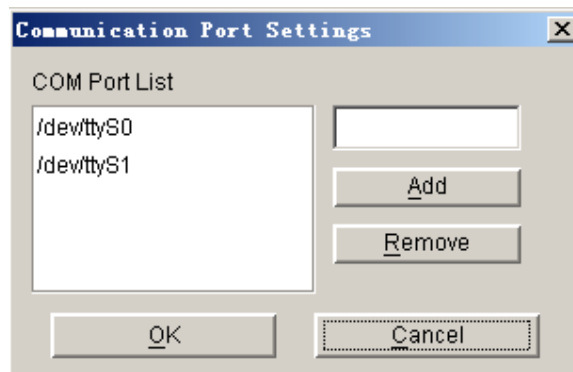 Communication Port Settings
COM Port List
/dev/ttyS0
/dev/ttyS1
Add
Remove
OK
Cancel